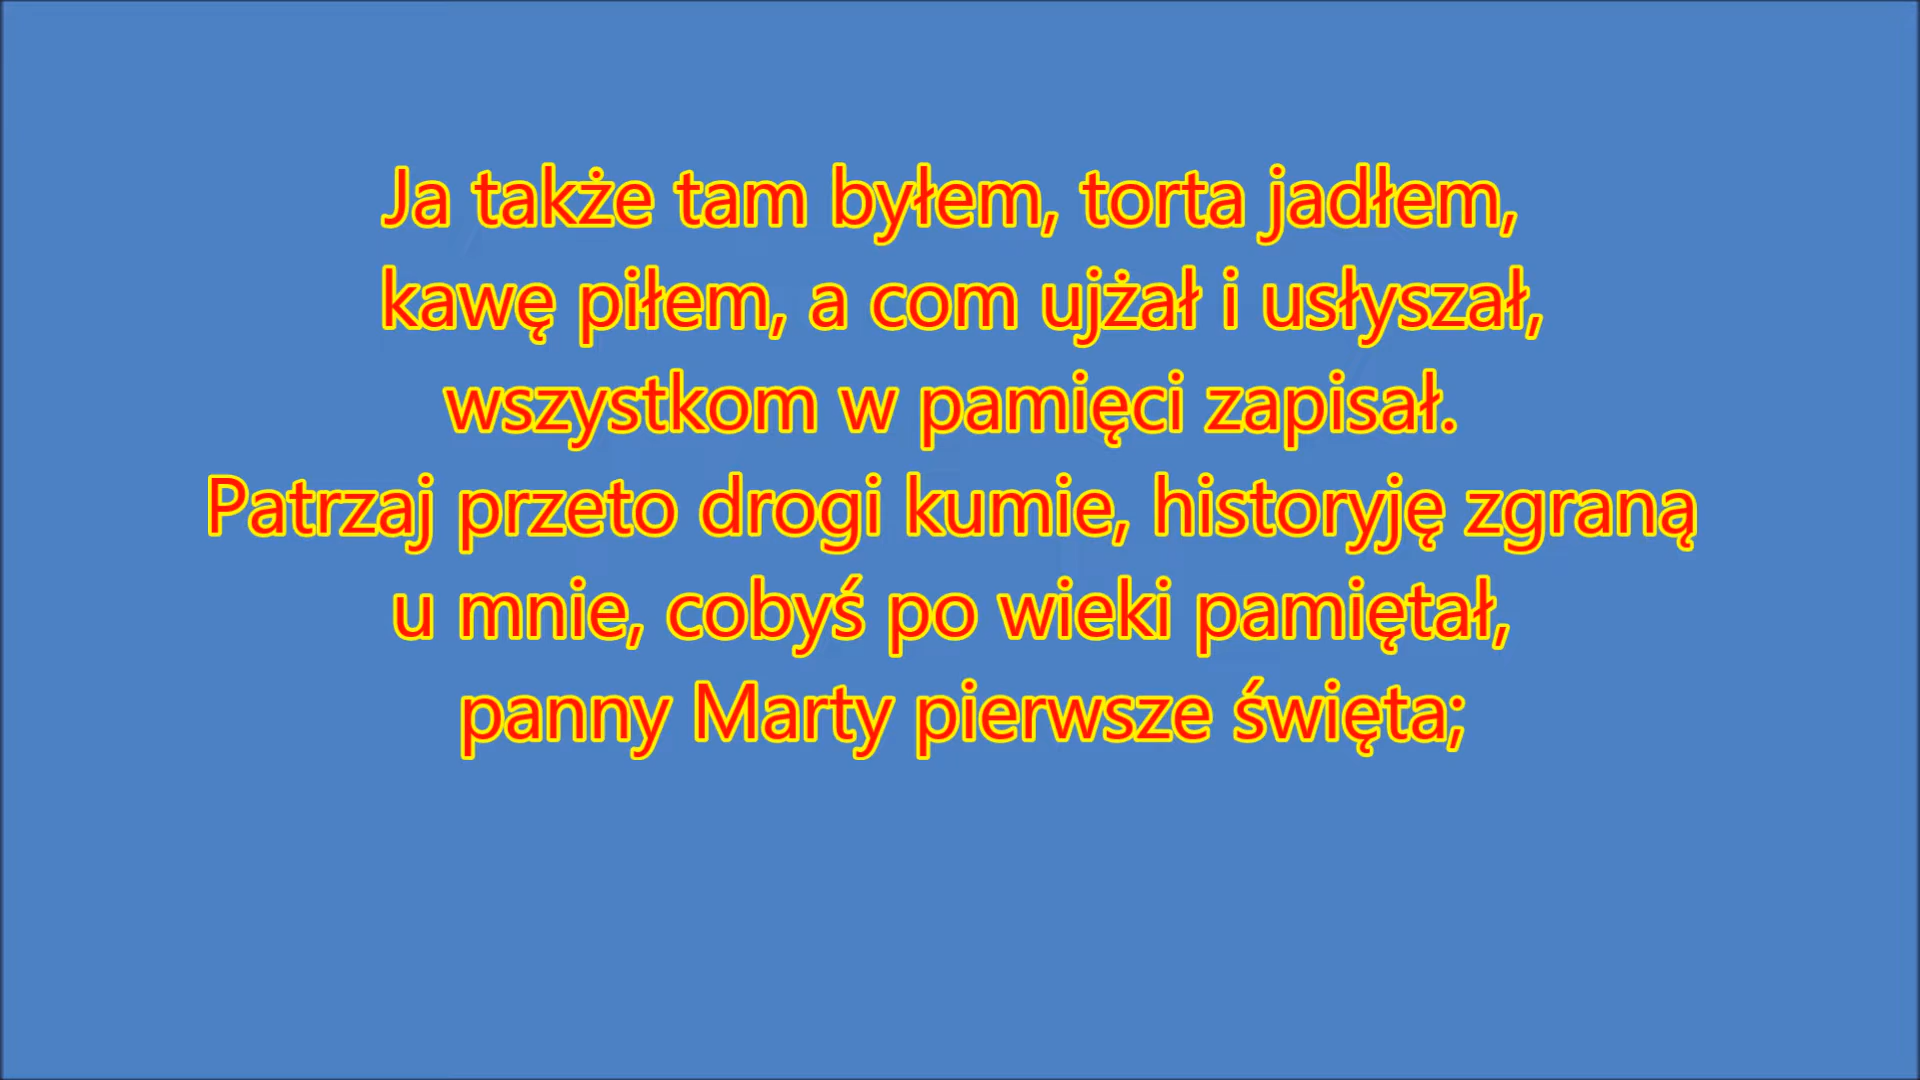 Ja także tam byłem, torta jadłem,
kawę piłem, a com ujżał i usłyszał,
wszystkom w pamięci zapisał.
Patrzaj przeto drogi kumie, historyję zgraną
u mnie, cobyś po wieki pamiętał,
panny Marty pierwsze święta;